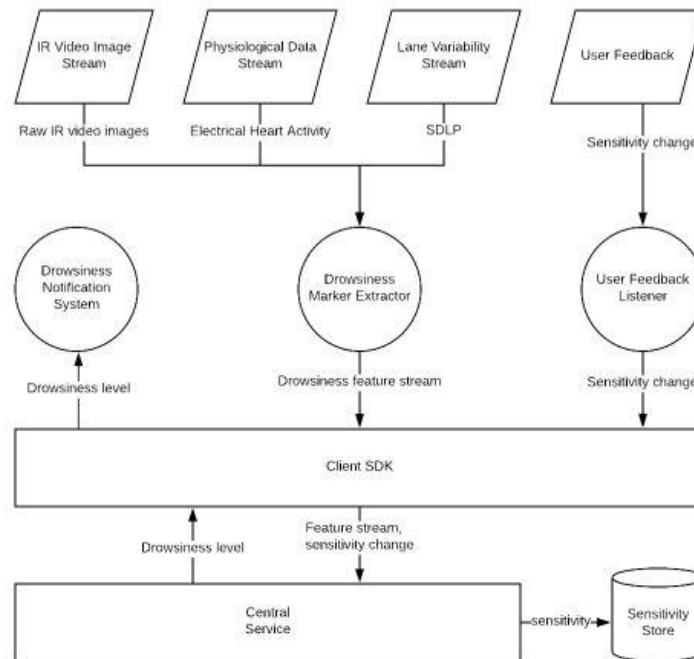 IR Video Image
Stream
Physiological Data
Stream
Lane Variability
Stream
User Feedback
Raw IR video images
Electrical Heart Activity
SDLP
Sensitivity change
Drowsiness
Notification
System
Drowsiness
Marker Extractor
User Feedback
Listener
Drowsiness level
Drowsiness feature stream
Sensitivity change
Client SDK
Drowsiness level
Feature stream,
sensitivity change
Central
Service
sensitivity
Sensitivity
Store